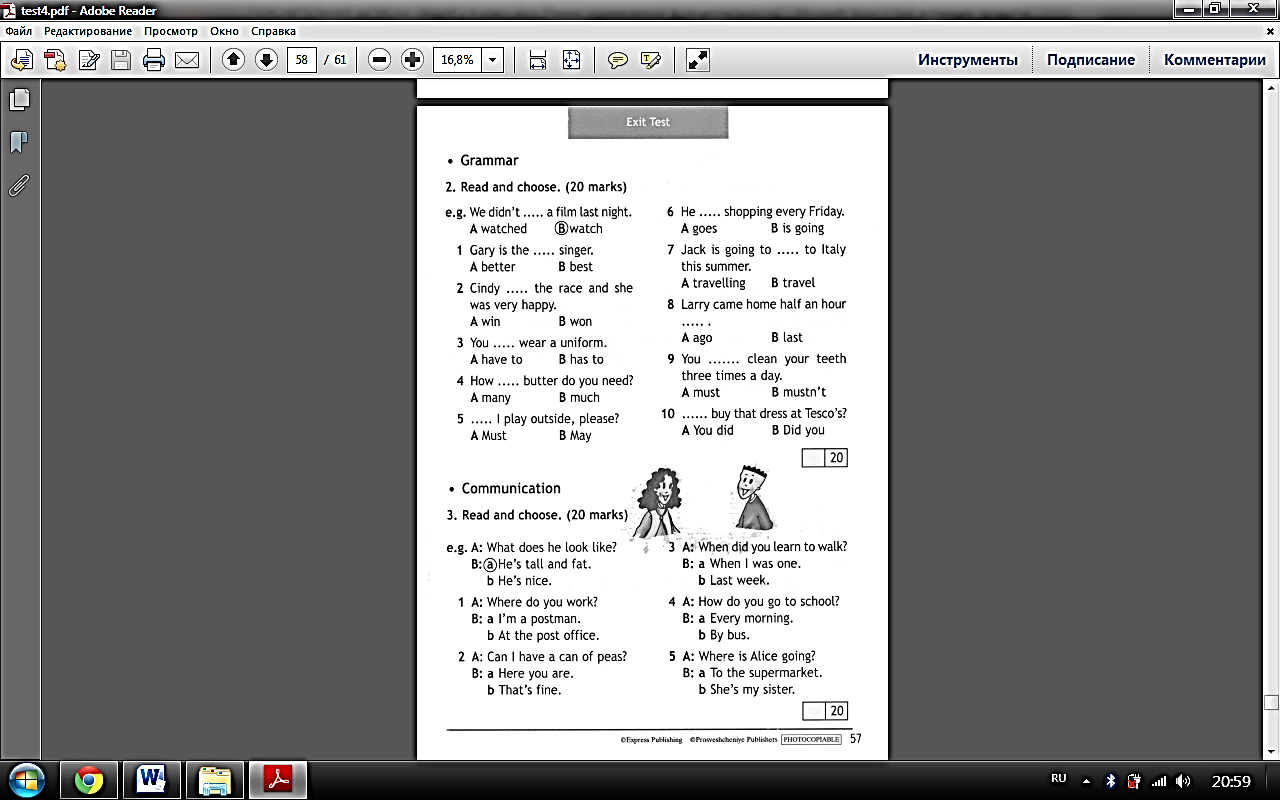 test4.pdf - Adobe Reader
Файл Редактирование Просмотр Окно Справка
58 / 61 16,8% Инструменты Подписание Комментарии
Exit Test
• Grammar
2. Read and choose. (20 marks)
e.g. We didn't ..... a film last night.
A watched B watch
1 Gary is the ..... singer.
A better B best
2 Cindy ..... the race and she
was very happy.
A win B won
3 You ..... wear a uniform.
A have to B has to
4 How ..... butter do you need?
A many B much
5 ..... I play outside, please?
A Must B May
6 He ..... shopping every Friday.
A goes B is going
7 Jack is going to ..... to Italy
this summer.
A travelling B travel
8 Larry came home half an hour
..... .
A ago B last
9 You ....... clean your teeth
three times a day.
A must B mustn't
10 ...... buy that dress at Tesco's?
A You did B Did you
20
• Communication
3. Read and choose. (20 marks)
e.g. A: What does he look like?
B: a He's tall and fat.
b He's nice.
1 A: Where do you work?
B: a I'm a postman.
b At the post office.
2 A: Can I have a can of peas?
B: a Here you are.
b That's fine.
3 A: When did you learn to walk?
B: a When I was one.
b Last week.
4 A: How do you go to school?
B: a Every morning.
b By bus.
5 A: Where is Alice going?
B: a To the supermarket.
b She's my sister.
20
©Express Publishing ©Prosveshcheniye Publishers PHOTOCOPIABLE 57
RU 20:59